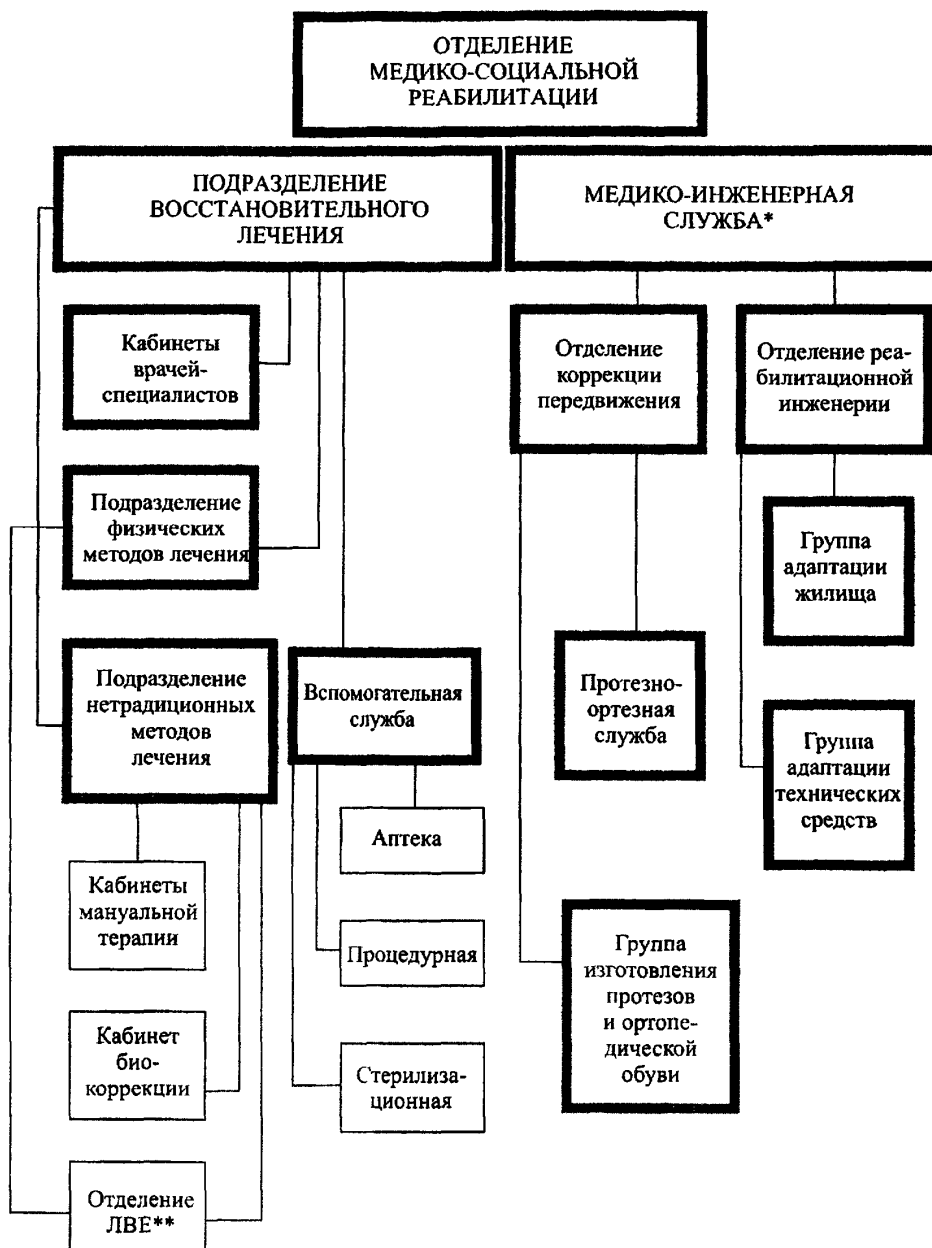 ОТДЕЛЕНИЕ
МЕДИКО-СОЦИАЛЬНОЙ
РЕАБИЛИТАЦИИ
ПОДРАЗДЕЛЕНИЕ
ВОССТАНОВИТЕЛЬНОГО
ЛЕЧЕНИЯ
МЕДИКО-ИНЖЕНЕРНАЯ
СЛУЖБА*
Кабинеты
врачей-
специалистов
Отделение
коррекции
передвижения
Отделение реа-
билитационной
инженерии
Подразделение
физических
методов лечения
Группа
адаптации
жилища
Подразделение
нетрадиционных
методов
лечения
Вспомогательная
служба
Протезно-
ортезная
служба
Группа
адаптации
технических
средств
Аптека
Кабинеты
мануальной
терапии
Процедурная
Группа
изготовления
протезов
и ортопе-
дической
обуви
Кабинет
био-
коррекции
Стерилиза-
ционная
Отделение
ЛВЕ**